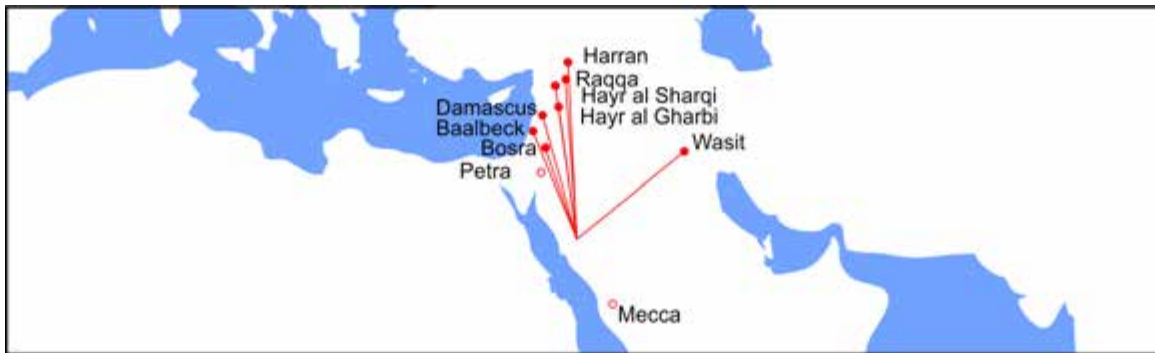 Harran
Raqqa
Hayr al Sharqi
Damascus
Hayr al Gharbi
Baalbeck
Bosra
Wasit
Petra
Mecca